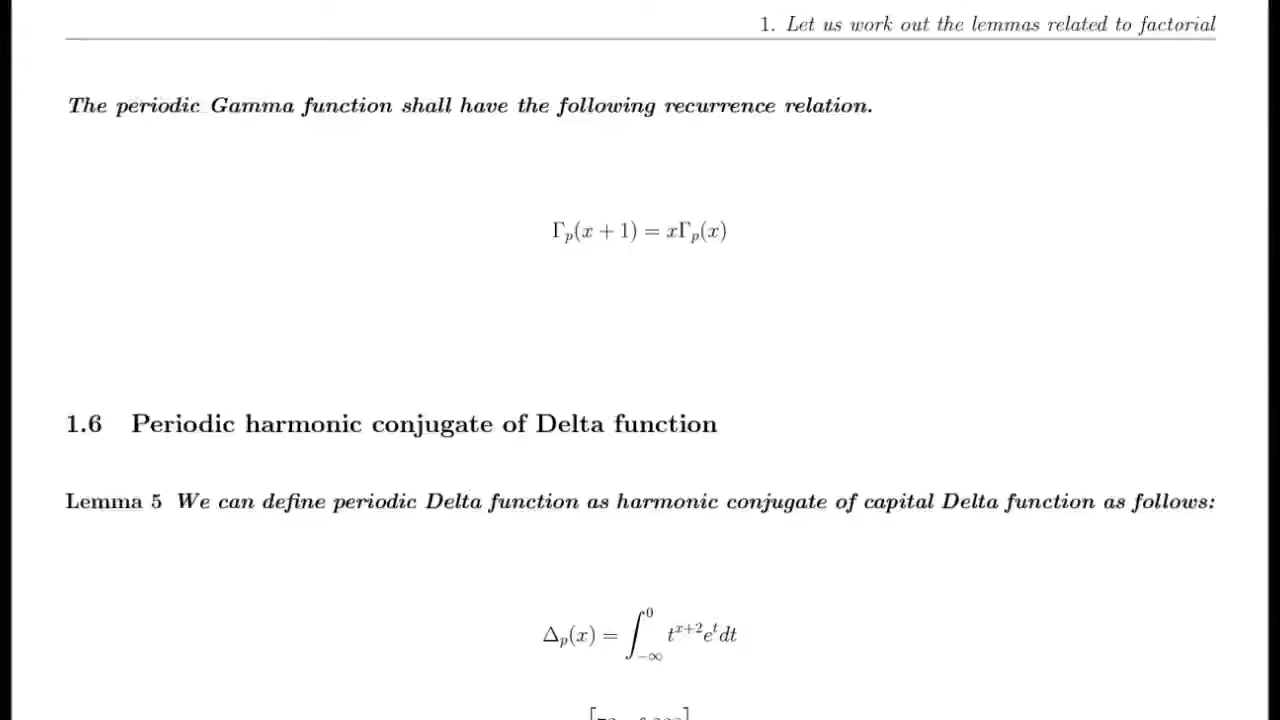 1. Let us work out the lemmas related to factorial
The periodic Gamma function shall have the following recurrence relation.
Γₚ(x + 1) = xΓₚ(x)
1.6 Periodic harmonic conjugate of Delta function
Lemma 5 We can define periodic Delta function as harmonic conjugate of capital Delta function as follows:
Δₚ(x) = ∫_{-∞}^{0} t^{x+2}e^{t}dt